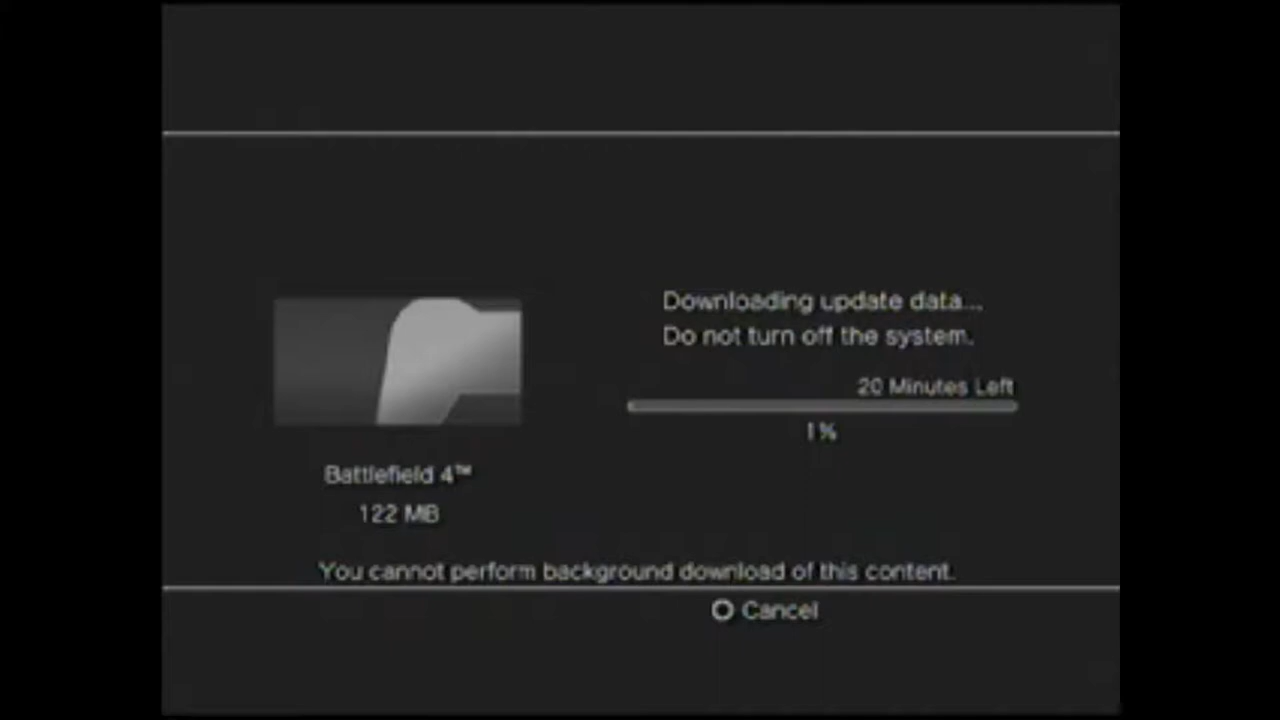 Downloading update data...
Do not turn off the system.
20 Minutes Left
1%
Battlefield 4™
122 MB
You cannot perform background download of this content.
Cancel